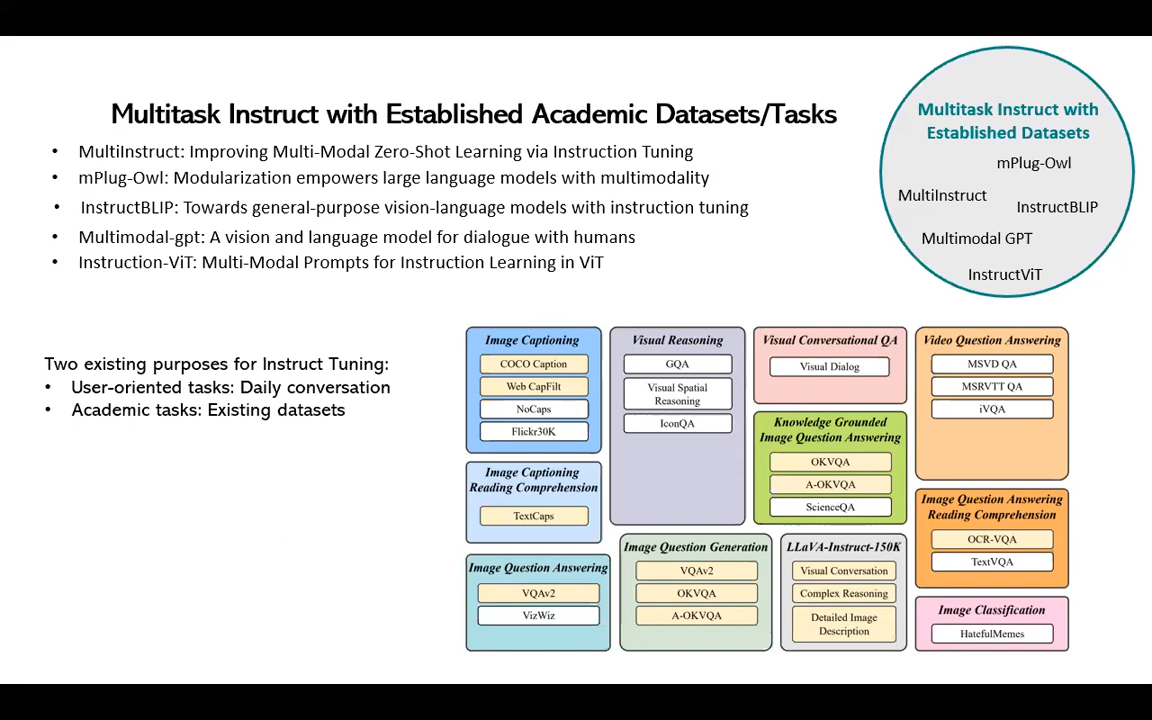 Multitask Instruct with Established Academic Datasets/Tasks
• MultiInstruct: Improving Multi-Modal Zero-Shot Learning via Instruction Tuning
• mPlug-Owl: Modularization empowers large language models with multimodality
• InstructBLIP: Towards general-purpose vision-language models with instruction tuning
• Multimodal-gpt: A vision and language model for dialogue with humans
• Instruction-ViT: Multi-Modal Prompts for Instruction Learning in ViT
Multitask Instruct with
Established Datasets
mPlug-Owl
MultiInstruct
InstructBLIP
Multimodal GPT
InstructViT
Two existing purposes for Instruct Tuning:
• User-oriented tasks: Daily conversation
• Academic tasks: Existing datasets
Image Captioning
COCO Caption
Web CapFilt
NoCaps
Flickr30K
Image Captioning
Reading Comprehension
TextCaps
Image Question Answering
VQAv2
VizWiz
Visual Reasoning
GQA
Visual Spatial
Reasoning
IconQA
Image Question Generation
VQAv2
OKVQA
A-OKVQA
Visual Conversational QA
Visual Dialog
Knowledge Grounded
Image Question Answering
OKVQA
A-OKVQA
ScienceQA
LLaVA-Instruct-150K
Visual Conversation
Complex Reasoning
Detailed Image
Description
Video Question Answering
MSVD QA
MSRVTT QA
iVQA
Image Question Answering
Reading Comprehension
OCR-VQA
TextVQA
Image Classification
HatefulMemes